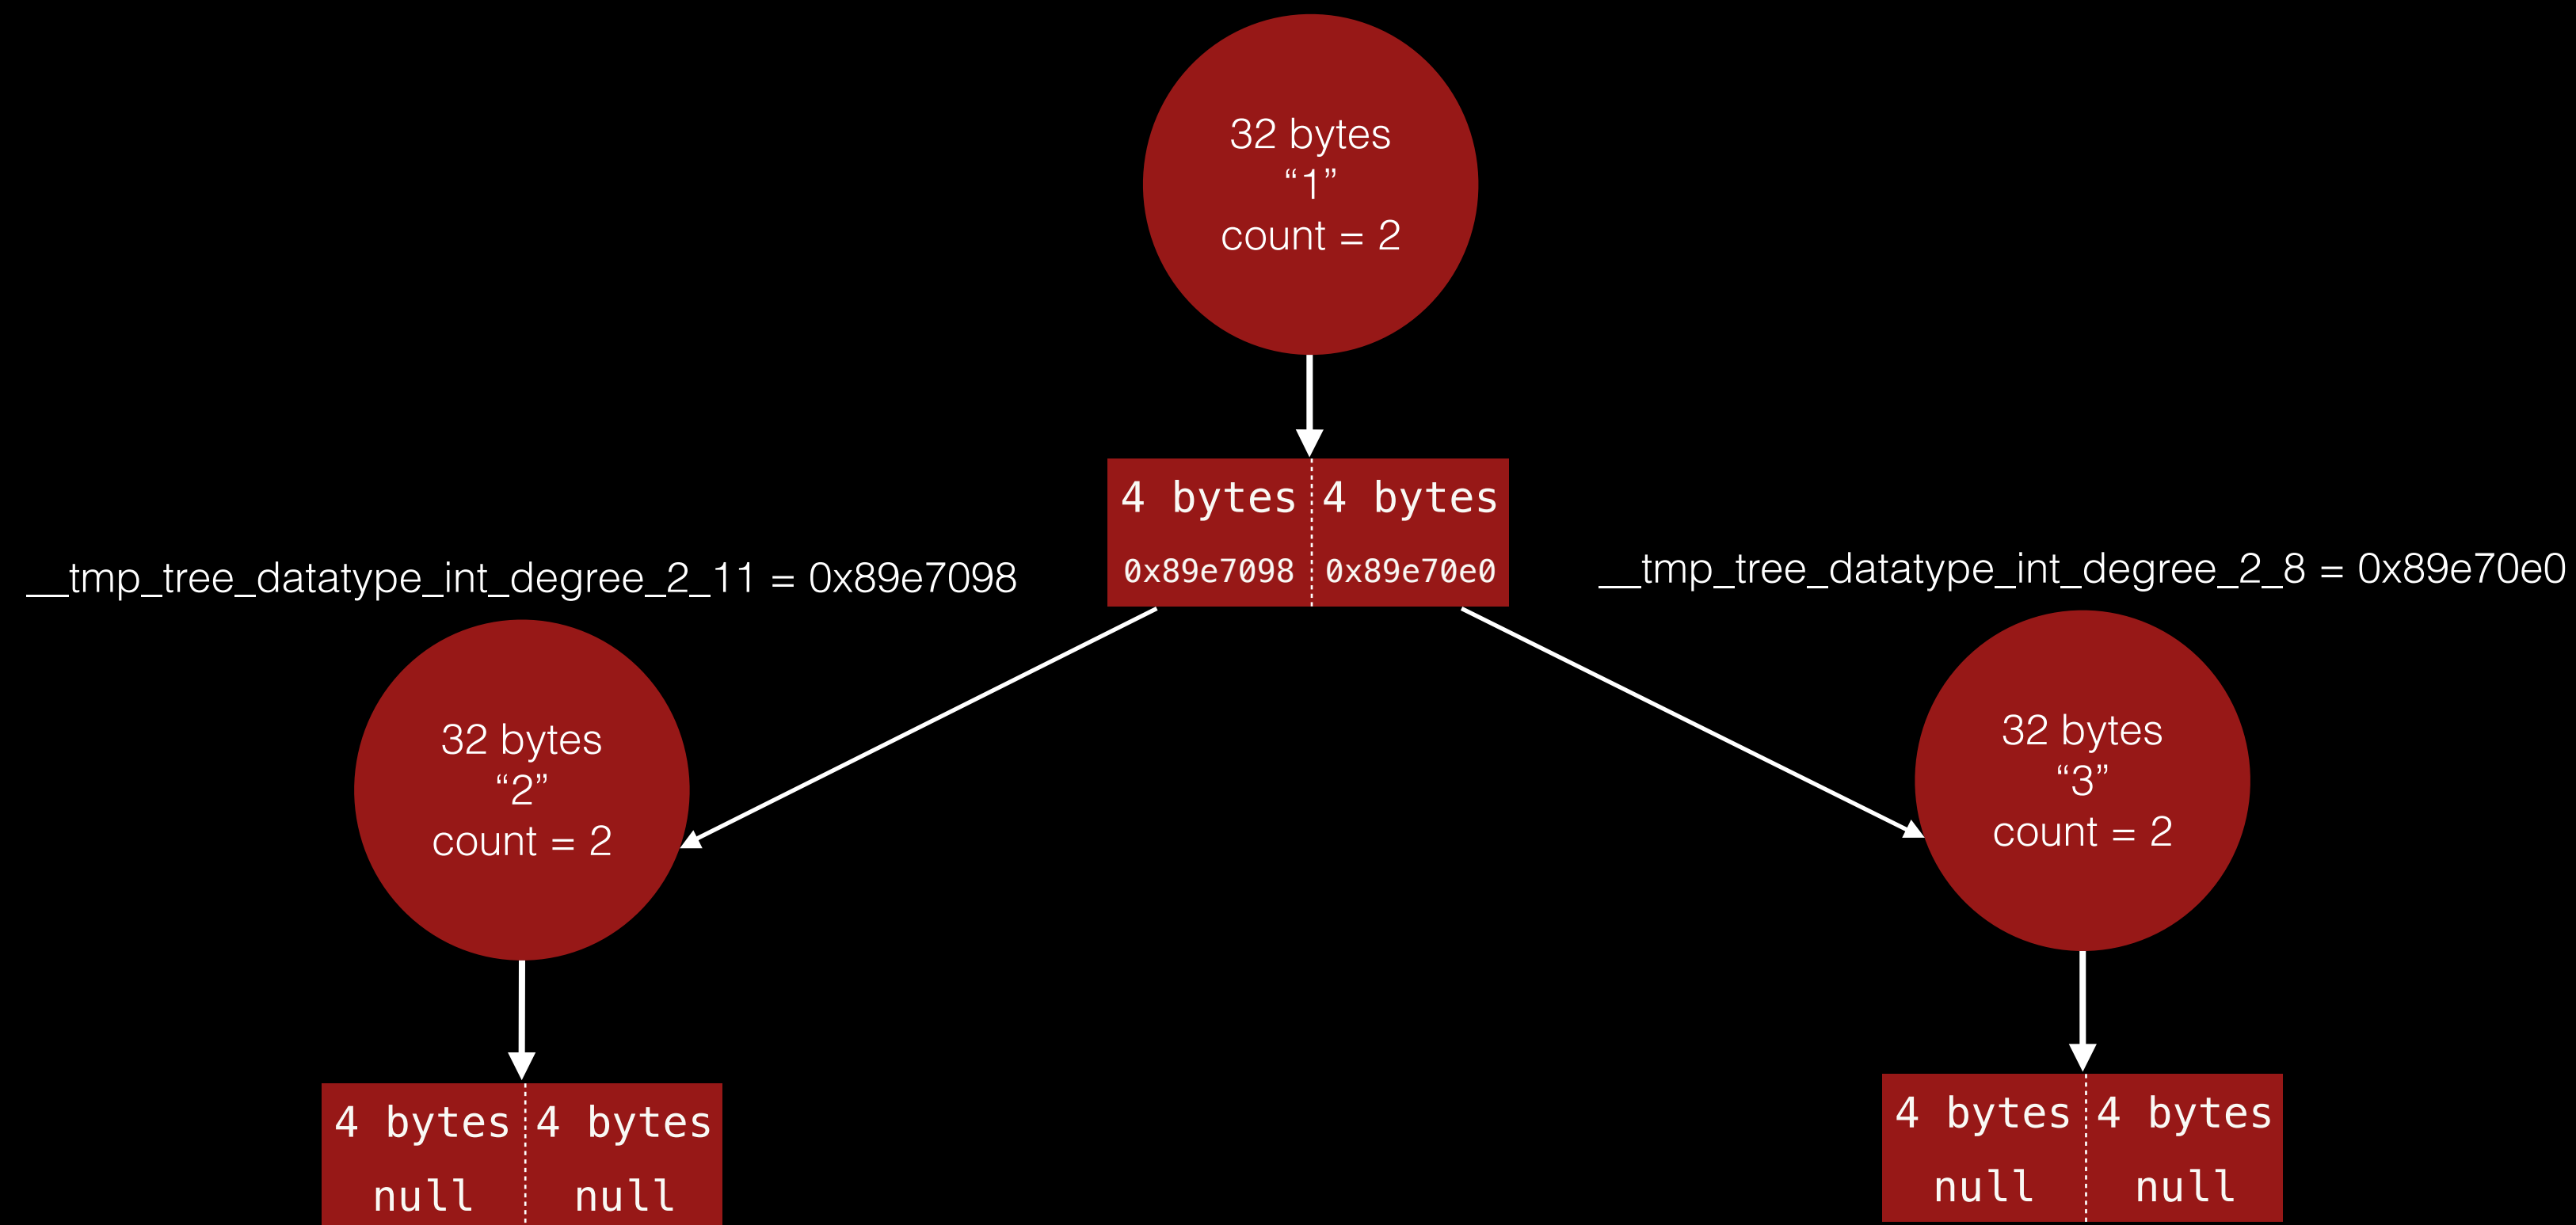 32 bytes
“1”
count = 2
4 bytes 4 bytes
0x89e7098 0x89e70e0
__tmp_tree_datatype_int_degree_2_11 = 0x89e7098
__tmp_tree_datatype_int_degree_2_8 = 0x89e70e0
32 bytes
“2”
count = 2
32 bytes
“3”
count = 2
4 bytes 4 bytes
null null
4 bytes 4 bytes
null null